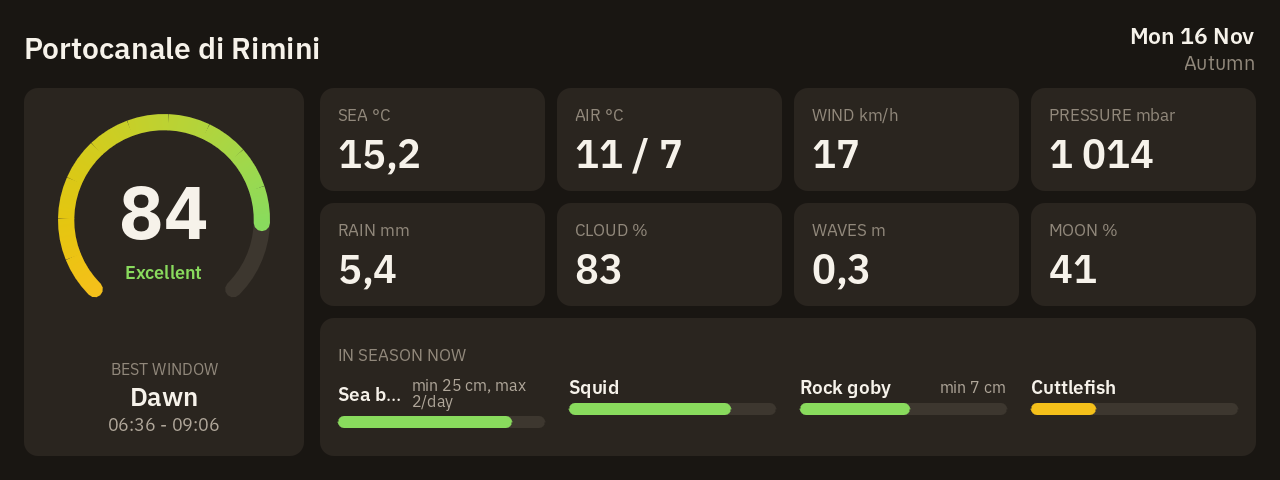 Portocanale di Rimini
Mon 16 Nov
Autumn
84
Excellent
BEST WINDOW
Dawn
06:36 - 09:06
SEA °C
15,2
AIR °C
11 / 7
WIND km/h
17
PRESSURE mbar
1 014
RAIN mm
5,4
CLOUD %
83
WAVES m
0,3
MOON %
41
IN SEASON NOW
Sea b...
min 25 cm, max
2/day
Squid
Rock goby
min 7 cm
Cuttlefish